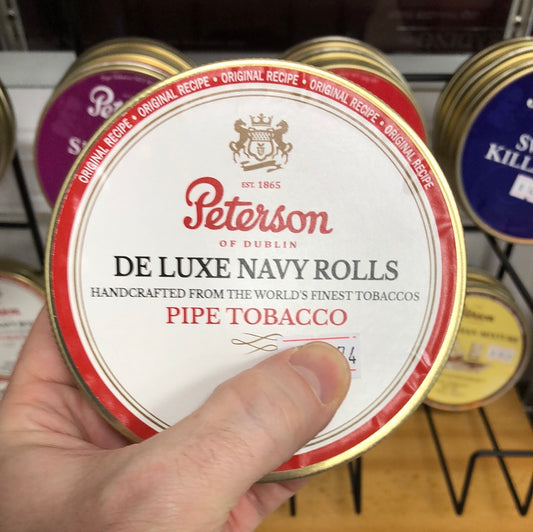 ORIGINAL RECIPE • ORIGINAL RECIPE • ORIGINAL RECIPE • ORIGINAL RECIPE • ORIGINAL RECIPE
EST. 1865
Peterson
OF DUBLIN
DE LUXE NAVY ROLLS
HANDCRAFTED FROM THE WORLD'S FINEST TOBACCOS
PIPE TOBACCO